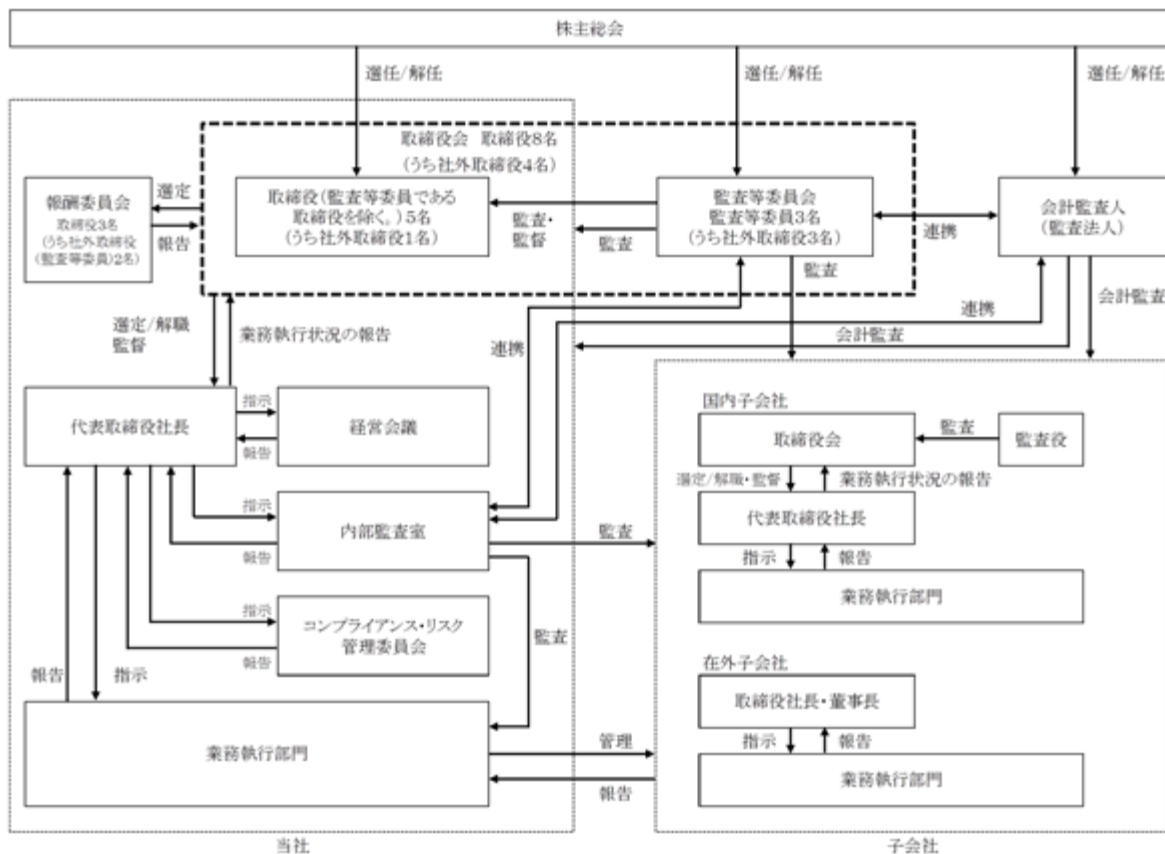 株主総会
選任/解任
選任/解任
選任/解任
取締役会 取締役8名
(うち社外取締役4名)
報酬委員会
取締役3名
(うち社外取締役
(監査等委員)2名)
選定
報告
取締役(監査等委員である
取締役を除く。)5名
(うち社外取締役1名)
監査・
監督
監査
監査等委員会
監査等委員3名
(うち社外取締役3名)
連携
会計監査人
(監査法人)
監査
会計監査
選定/解職
監督
業務執行状況の報告
連携
連携
会計監査
代表取締役社長
指示
報告
経営会議
国内子会社
取締役会
監査
監査役
選定/解職・監督
業務執行状況の報告
代表取締役社長
指示
報告
内部監査室
監査
指示
報告
業務執行部門
指示
報告
コンプライアンス・リスク
管理委員会
監査
報告
指示
在外子会社
取締役社長・董事長
指示
報告
業務執行部門
管理
報告
業務執行部門
当社
子会社